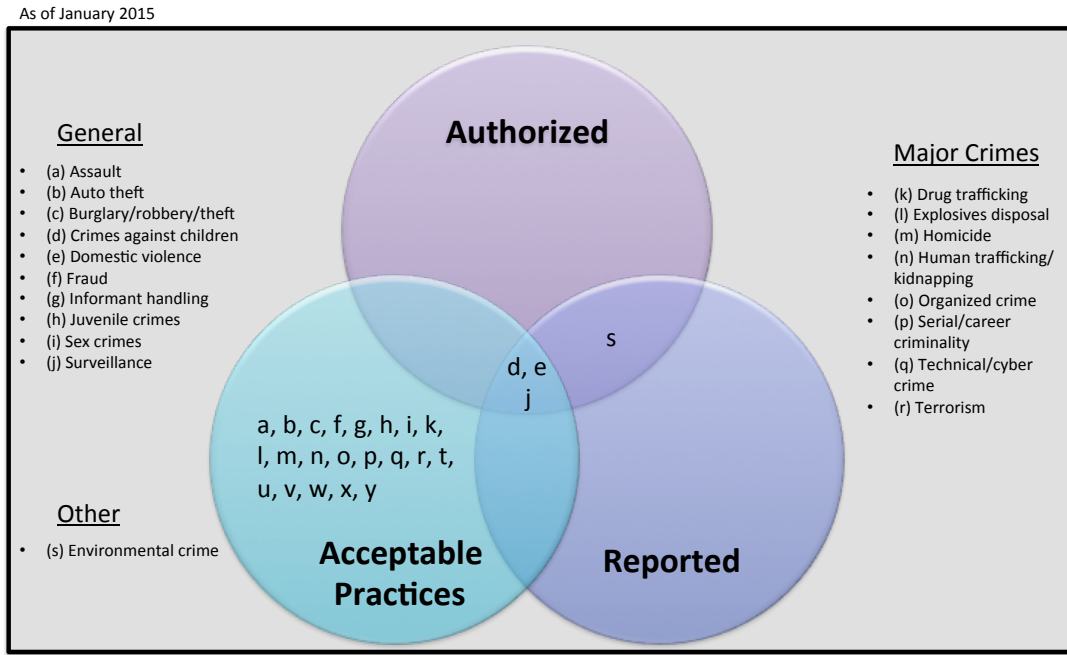 As of January 2015
General
• (a) Assault
• (b) Auto theft
• (c) Burglary/robbery/theft
• (d) Crimes against children
• (e) Domestic violence
• (f) Fraud
• (g) Informant handling
• (h) Juvenile crimes
• (i) Sex crimes
• (j) Surveillance
Other
• (s) Environmental crime
Authorized
s
d, e
j
a, b, c, f, g, h, i, k,
l, m, n, o, p, q, r, t,
u, v, w, x, y
Acceptable
Practices
Reported
Major Crimes
• (k) Drug trafficking
• (l) Explosives disposal
• (m) Homicide
• (n) Human trafficking/
kidnapping
• (o) Organized crime
• (p) Serial/career
criminality
• (q) Technical/cyber
crime
• (r) Terrorism